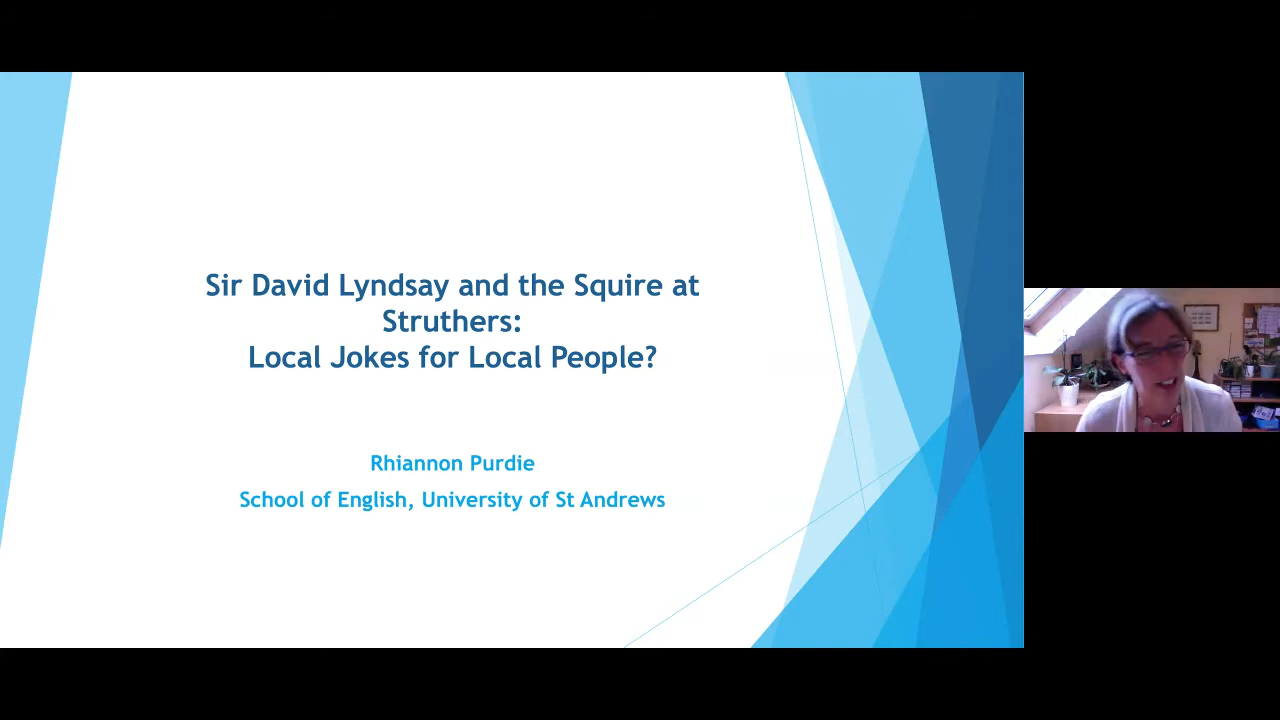 Sir David Lyndsay and the Squire at
Struthers:
Local Jokes for Local People?
Rhiannon Purdie
School of English, University of St Andrews